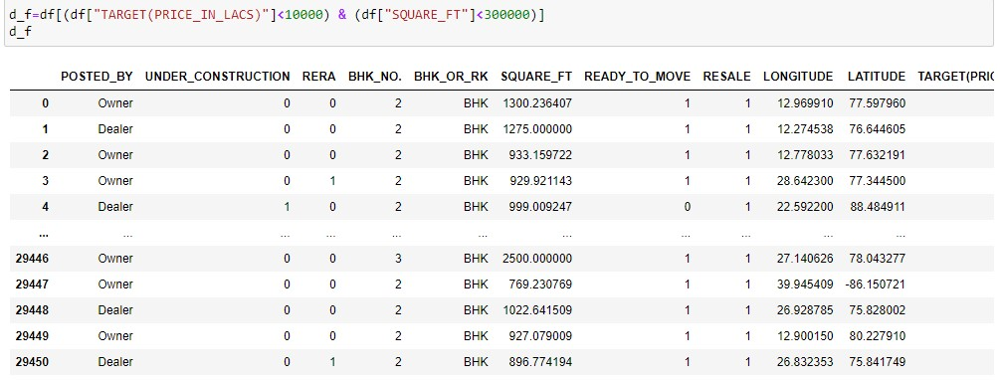 d_f=df[(df["TARGET(PRICE_IN_LACS)"]<10000) & (df["SQUARE_FT"]<300000)]
d_f
POSTED_BY UNDER_CONSTRUCTION RERA BHK_NO. BHK_OR_RK SQUARE_FT READY_TO_MOVE RESALE LONGITUDE LATITUDE TARGET(PRIC
0 Owner 0 0 2 BHK 1300.236407 1 1 12.969910 77.597960
1 Dealer 0 0 2 BHK 1275.000000 1 1 12.274538 76.644605
2 Owner 0 0 2 BHK 933.159722 1 1 12.778033 77.632191
3 Owner 0 1 2 BHK 929.921143 1 1 28.642300 77.344500
4 Dealer 1 0 2 BHK 999.009247 0 1 22.592200 88.484911
... ... ... ... ... ... ... ... ... ... ...
29446 Owner 0 0 3 BHK 2500.000000 1 1 27.140626 78.043277
29447 Owner 0 0 2 BHK 769.230769 1 1 39.945409 -86.150721
29448 Dealer 0 0 2 BHK 1022.641509 1 1 26.928785 75.828002
29449 Owner 0 0 2 BHK 927.079009 1 1 12.900150 80.227910
29450 Dealer 0 1 2 BHK 896.774194 1 1 26.832353 75.841749